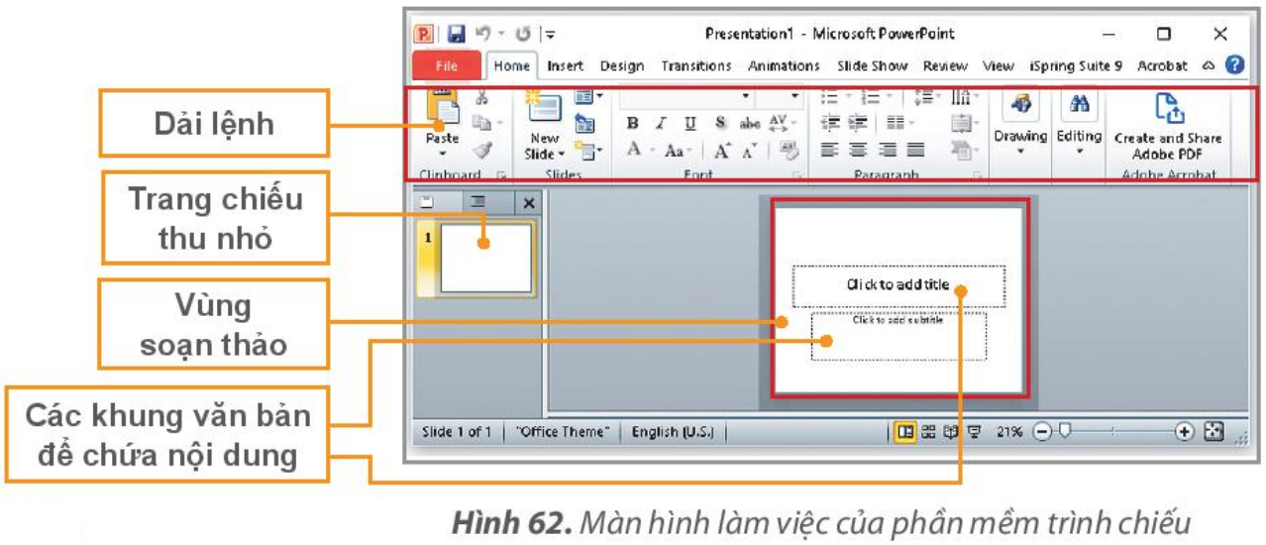 Presentation1 - Microsoft PowerPoint
File Home Insert Design Transitions Animations Slide Show Review View iSpring Suite 9 Acrobat
Dải lệnh
Paste
New
Slide
B I U S abc AV
A Aa A A
Drawing
Editing
Create and Share
Adobe PDF
Clipboard Slides Font Paragraph Adobe Acrobat
Trang chiếu
thu nhỏ
1
Click to add title
Click to add subtitle
Vùng
soạn thảo
Các khung văn bản
để chứa nội dung
Slide 1 of 1 "Office Theme" English (U.S.) 21%
Hình 62. Màn hình làm việc của phần mềm trình chiếu